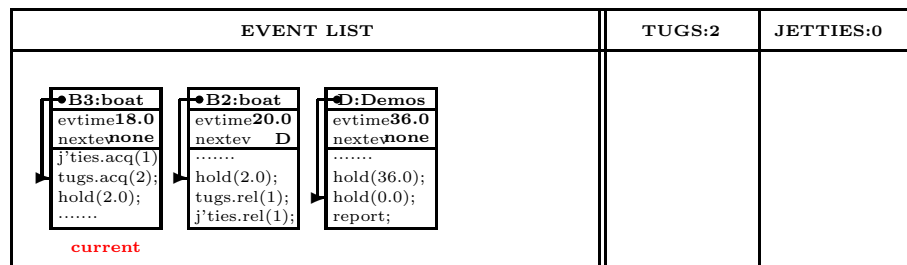 EVENT LIST TUGS:2 JETTIES:0
B3:boat B2:boat D:Demos
evtime18.0 evtime20.0 evtime36.0
nextevnone nextev D nextevnone
j'ties.acq(1) ....... .......
tugs.acq(2); hold(2.0); hold(36.0);
hold(2.0); tugs.rel(1); hold(0.0);
....... j'ties.rel(1); report;
current